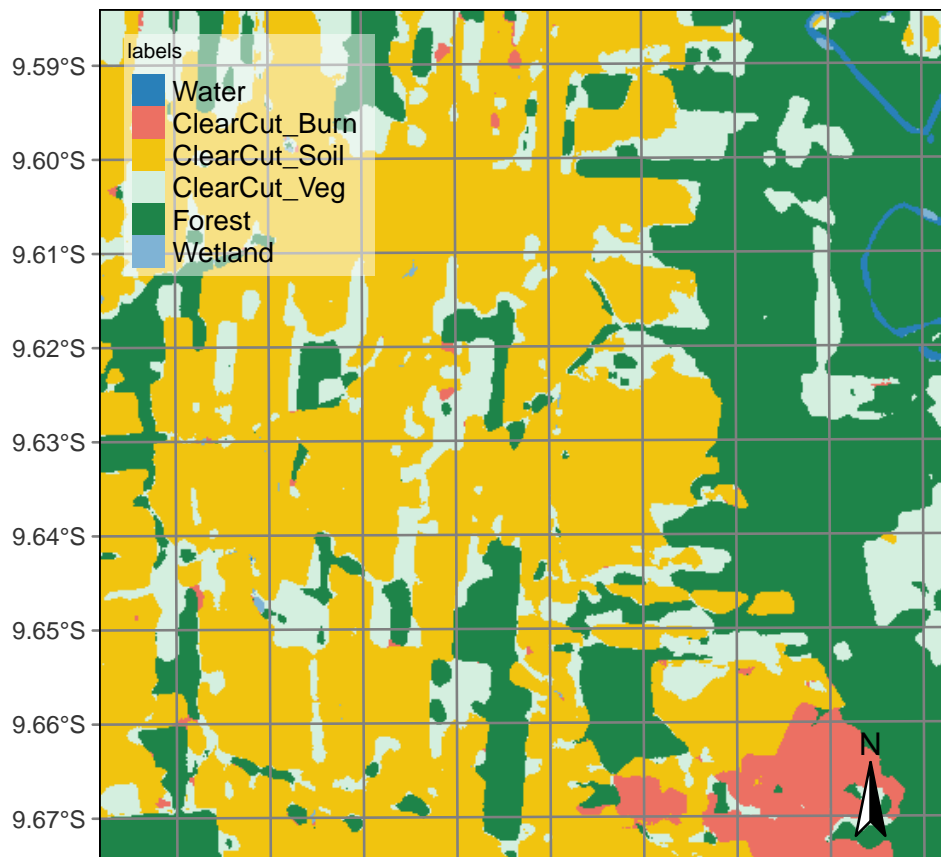 labels
Water
ClearCut_Burn
ClearCut_Soil
ClearCut_Veg
Forest
Wetland
9.59°S
9.60°S
9.61°S
9.62°S
9.63°S
9.64°S
9.65°S
9.66°S
9.67°S
N